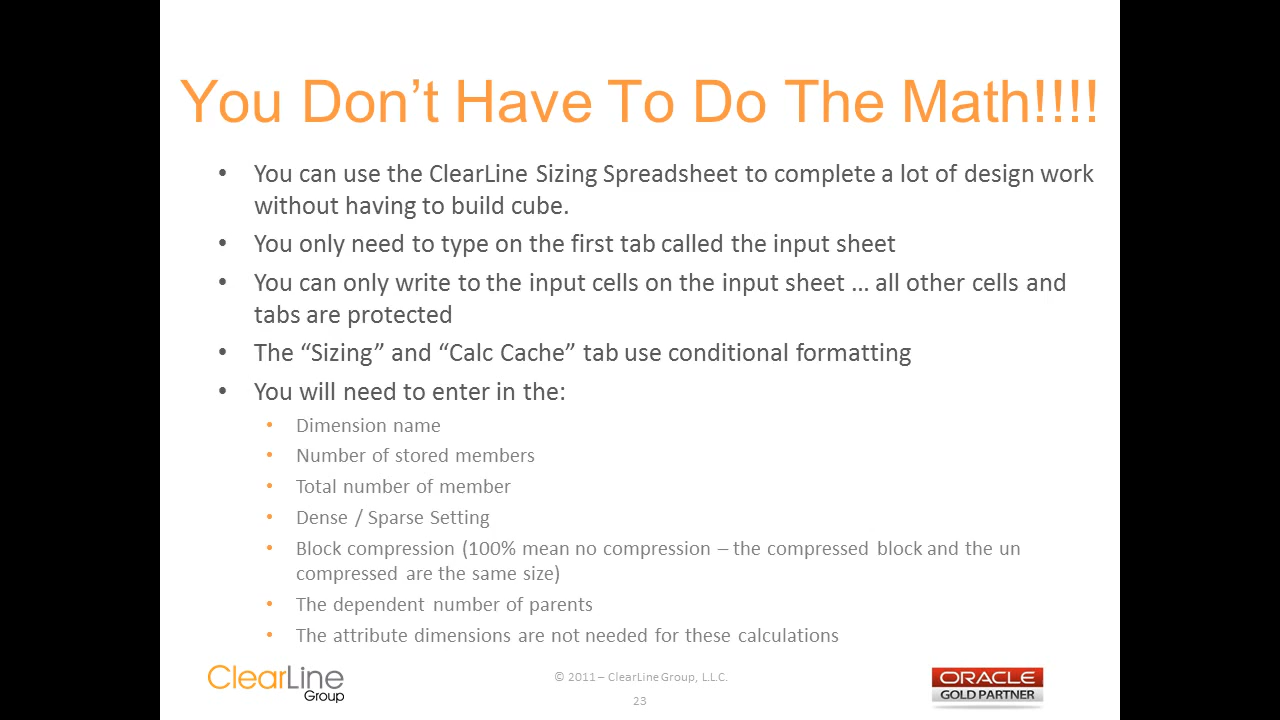 You Don’t Have To Do The Math!!!!
• You can use the ClearLine Sizing Spreadsheet to complete a lot of design work
without having to build cube.
• You only need to type on the first tab called the input sheet
• You can only write to the input cells on the input sheet … all other cells and
tabs are protected
• The “Sizing” and “Calc Cache” tab use conditional formatting
• You will need to enter in the:
• Dimension name
• Number of stored members
• Total number of member
• Dense / Sparse Setting
• Block compression (100% mean no compression – the compressed block and the un
compressed are the same size)
• The dependent number of parents
• The attribute dimensions are not needed for these calculations
ClearLine
Group
© 2011 – ClearLine Group, L.L.C.
23
ORACLE
GOLD PARTNER